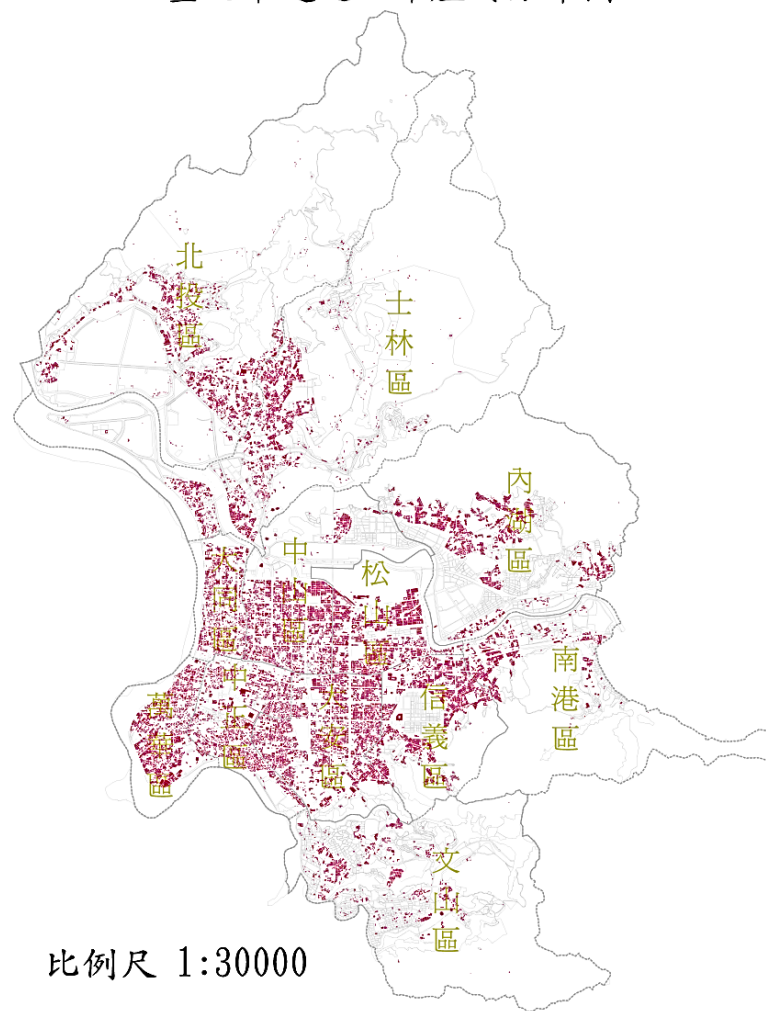 北投區
士林區
內湖區
中山區
大同區
松山區
南港區
信義區
大安區
中正區
萬華區
文山區
比例尺 1:30000